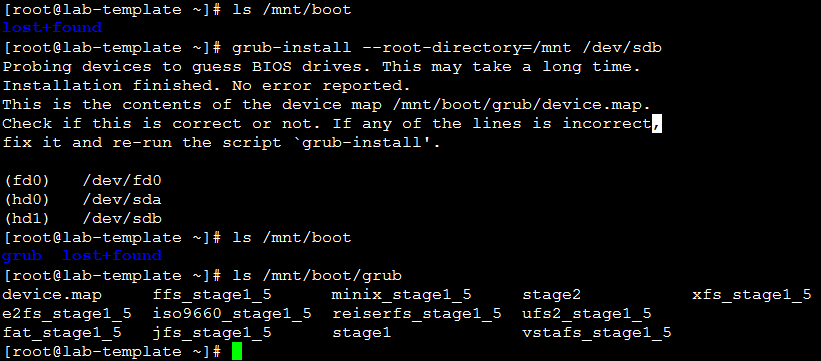 [root@lab-template ~]# ls /mnt/boot
lost+found
[root@lab-template ~]# grub-install --root-directory=/mnt /dev/sdb
Probing devices to guess BIOS drives. This may take a long time.
Installation finished. No error reported.
This is the contents of the device map /mnt/boot/grub/device.map.
Check if this is correct or not. If any of the lines is incorrect,
fix it and re-run the script `grub-install'.

(fd0)   /dev/fd0
(hd0)   /dev/sda
(hd1)   /dev/sdb
[root@lab-template ~]# ls /mnt/boot
grub  lost+found
[root@lab-template ~]# ls /mnt/boot/grub
device.map     ffs_stage1_5      minix_stage1_5     stage2          xfs_stage1_5
e2fs_stage1_5  iso9660_stage1_5  reiserfs_stage1_5  ufs2_stage1_5
fat_stage1_5   jfs_stage1_5      stage1             vstafs_stage1_5
[root@lab-template ~]#